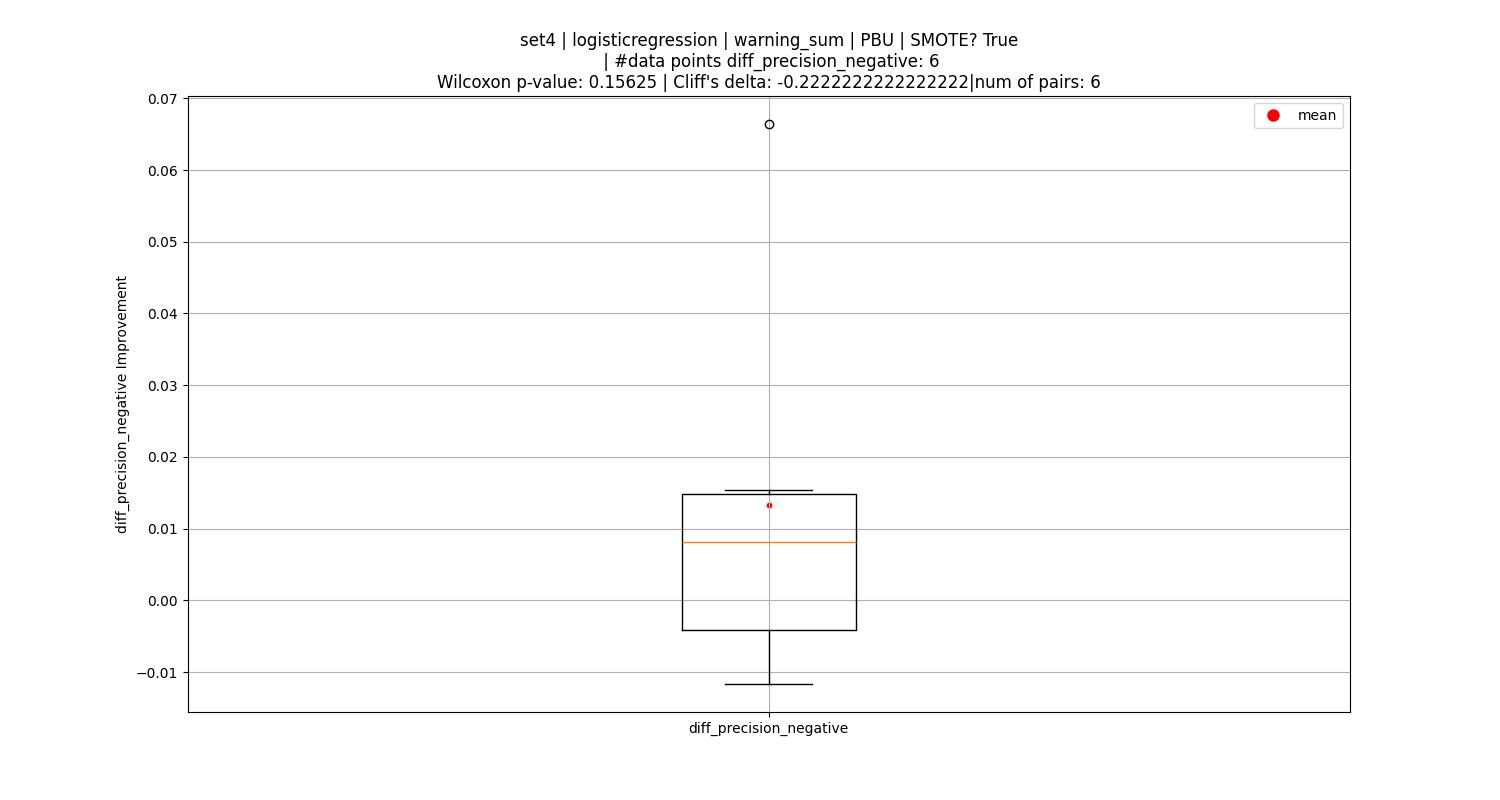 set4 | logisticregression | warning_sum | PBU | SMOTE? True
| #data points diff_precision_negative: 6
Wilcoxon p-value: 0.15625 | Cliff's delta: -0.2222222222222222|num of pairs: 6
mean
0.07
0.06
0.05
0.04
0.03
0.02
0.01
0.00
−0.01
diff_precision_negative Improvement
diff_precision_negative